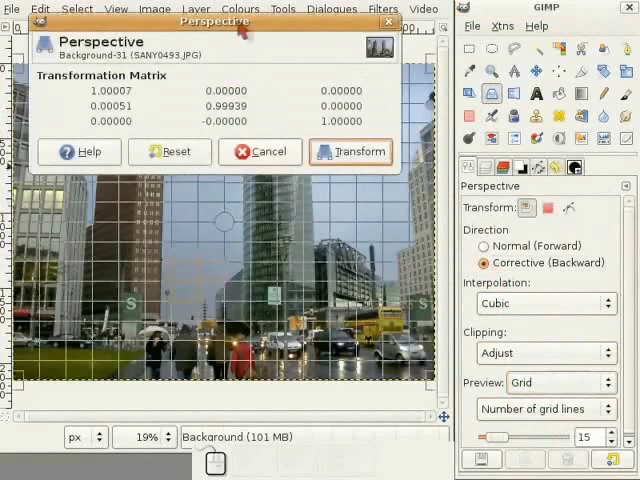 File Edit Select View Image Layer Colours Tools Dialogues Filters Video
Perspective
Perspective
Background-31 (SANY0493.JPG)
Transformation Matrix
1.00007 0.00000 0.00000
0.00051 0.99939 0.00000
0.00000 -0.00000 1.00000
Help Reset Cancel Transform
S S
px 19% Background (101 MB)
GIMP
File Xtns Help
Perspective
Transform:
Direction
Normal (Forward)
Corrective (Backward)
Interpolation:
Cubic
Clipping:
Adjust
Preview: Grid
Number of grid lines
15